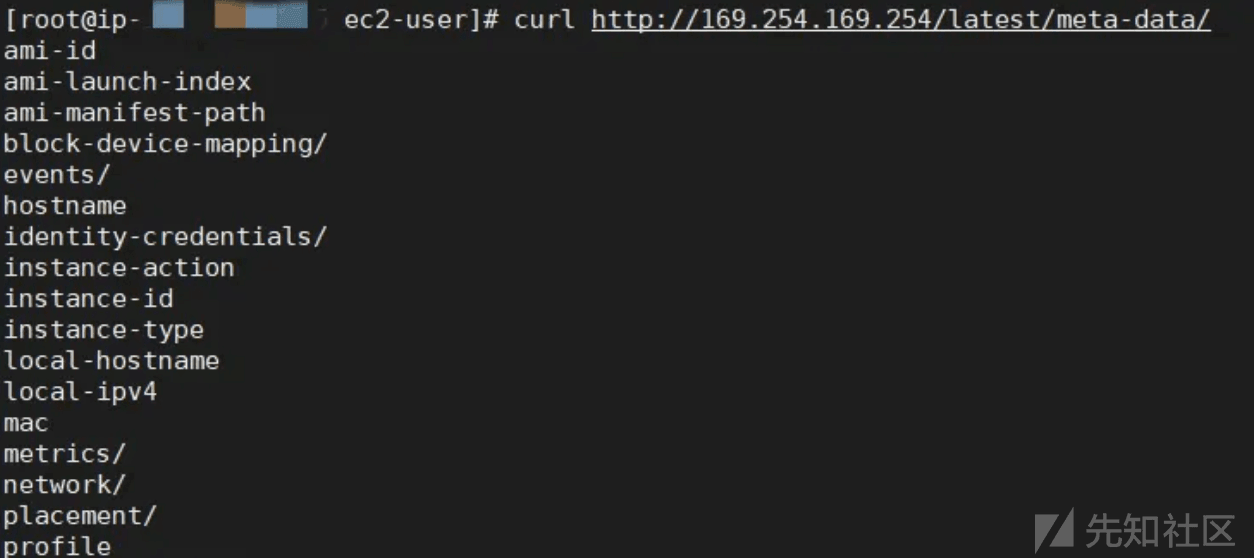 [root@ip- ec2-user]# curl http://169.254.169.254/latest/meta-data/
ami-id
ami-launch-index
ami-manifest-path
block-device-mapping/
events/
hostname
identity-credentials/
instance-action
instance-id
instance-type
local-hostname
local-ipv4
mac
metrics/
network/
placement/
profile
先知社区